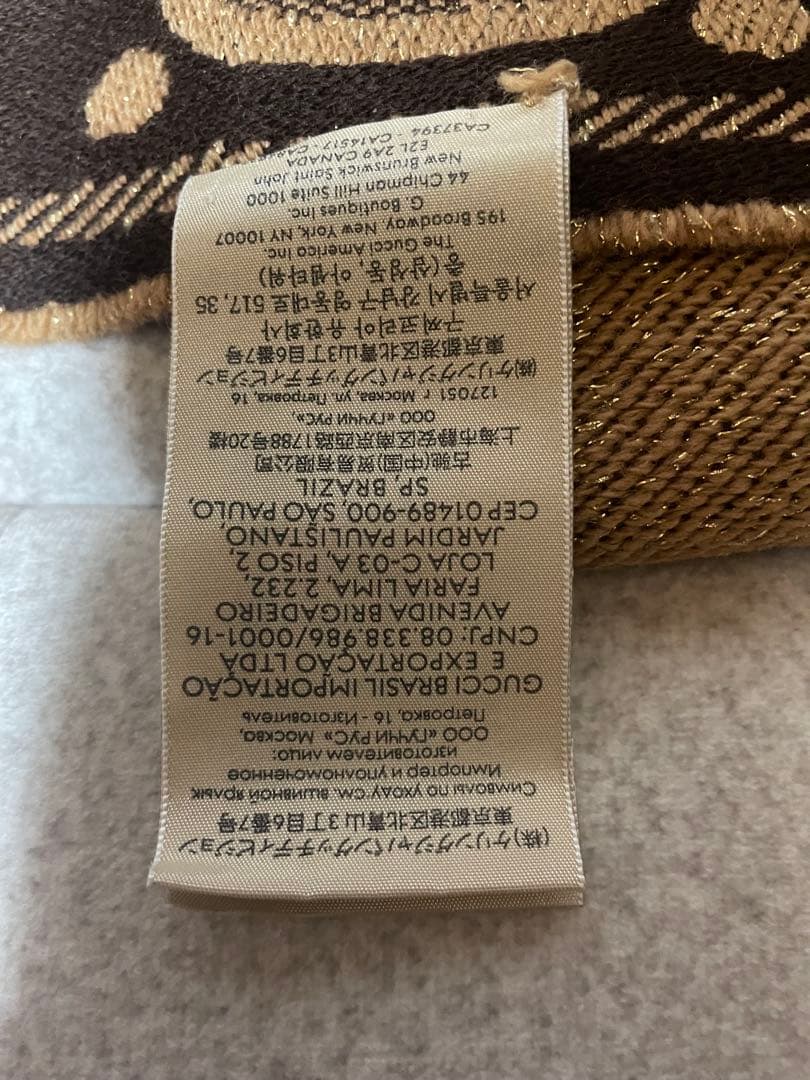 (株)ケリングジャパングッチディビジョン
東京都港区北青山3丁目6番7号
Символы по уходу см. вшивной ярлык
Импортер и уполномоченное
изготовителем лицо:
ООО «ГУЧЧИ РУС» Москва,
Петровка, 16 - Изготовитель
GUCCI BRASIL IMPORTAÇÃO
E EXPORTAÇÃO LTDA
CNPJ: 08.338.986/0001-16
AVENIDA BRIGADEIRO
FARIA LIMA, 2.232,
LOJA C-03 A, PISO 2,
JARDIM PAULISTANO,
CEP 01489-900, SÃO PAULO,
SP, BRAZIL
古驰(中国)贸易有限公司
上海市静安区南京西路1788号20楼
ООО «ГУЧЧИ РУС»,
127051 г Москва, ул. Петровка, 16
(株)ケリングジャパングッチディビジョン
東京都港区北青山3丁目6番7号
구찌코리아 유한회사
서울특별시 강남구 영동대로 517, 35
층(삼성동, 아셈타워)
The Gucci America Inc.
195 Broadway, New York, NY 10007
G. Boutiques Inc.
44 Chipman Hill Suite 1000
New Brunswick Saint John
E2L 2A9 CANADA
CA37394 - CA14517 -